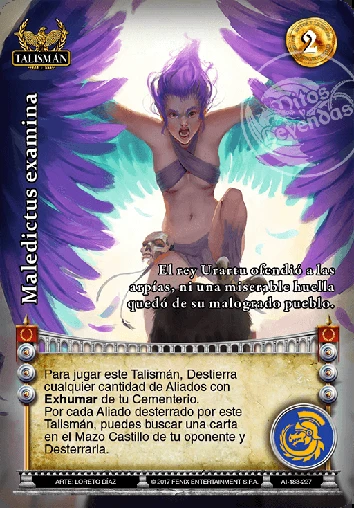 TALISMÁN
2
Mitos
y
Leyendas
Maledictus examina
El rey Urartu ofendió a las
arpías, ni una miserable huella
quedó de su malogrado pueblo.
Para jugar este Talismán, Destierra
cualquier cantidad de Aliados con
Exhumar de tu Cementerio.
Por cada Aliado desterrado por este
Talismán, puedes buscar una carta
en el Mazo Castillo de tu oponente y
Desterrarla.
ARTE: LORETO DÍAZ
© 2017 FENIX ENTERTAINMENT S.P.A.